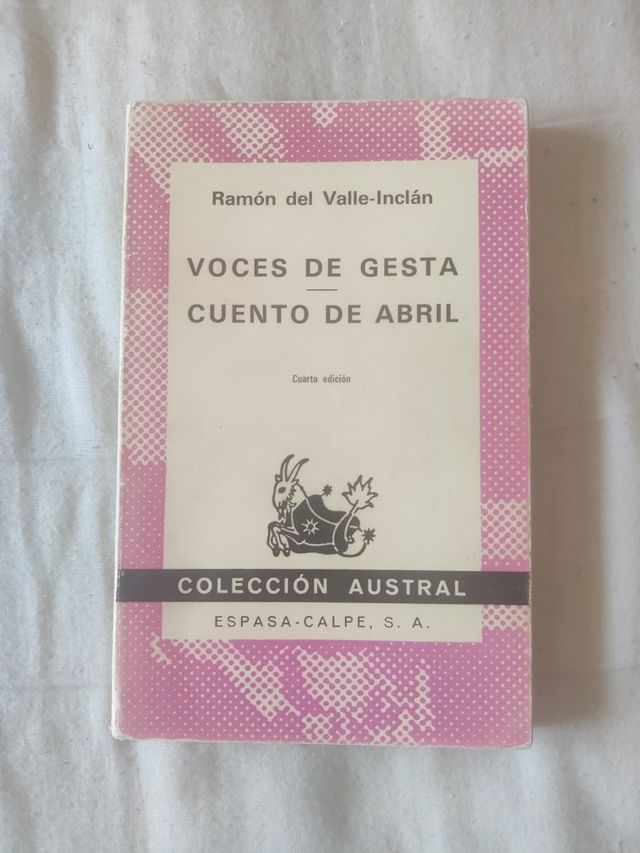 Ramón del Valle-Inclán
VOCES DE GESTA
CUENTO DE ABRIL
Cuarta edición
COLECCIÓN AUSTRAL
ESPASA-CALPE, S. A.